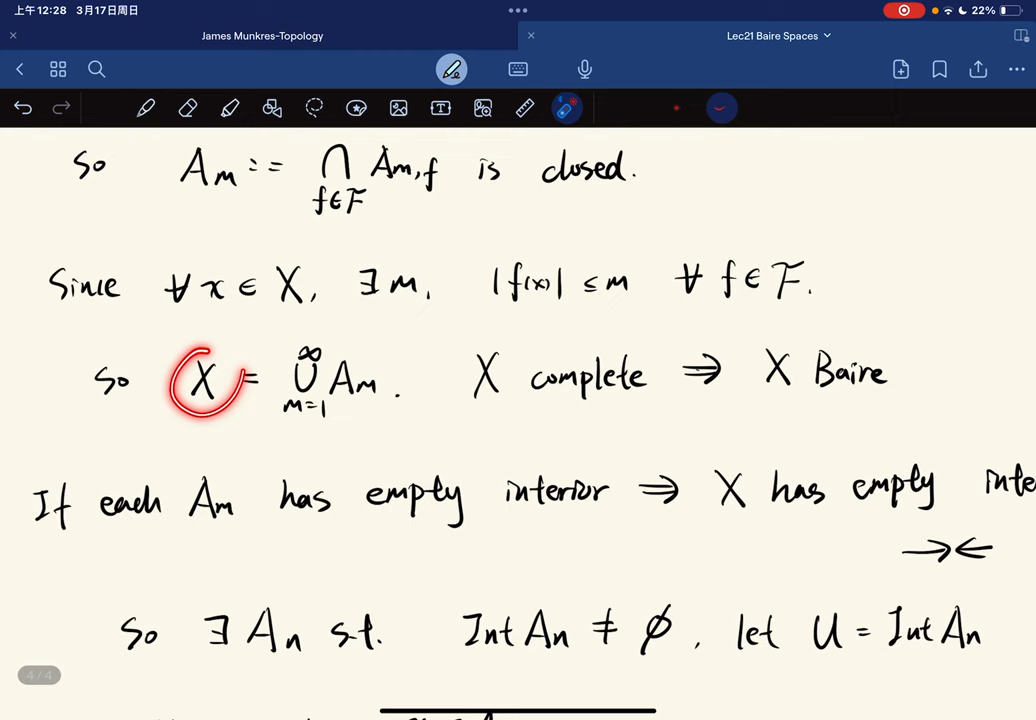 上午12:28 3月17日周日
22%
James Munkres-Topology
Lec21 Baire Spaces
So Am := ⋂ Am,f is closed.
f∈F
Since ∀x ∈ X, ∃m, |f(x)| ≤ m ∀ f ∈ F.
∞
so X = ∪ Am. X complete ⇒ X Baire
m=1
If each Am has empty interior ⇒ X has empty inte
→←
So ∃ An s.t. Int An ≠ ∅, let U = Int An
4/4